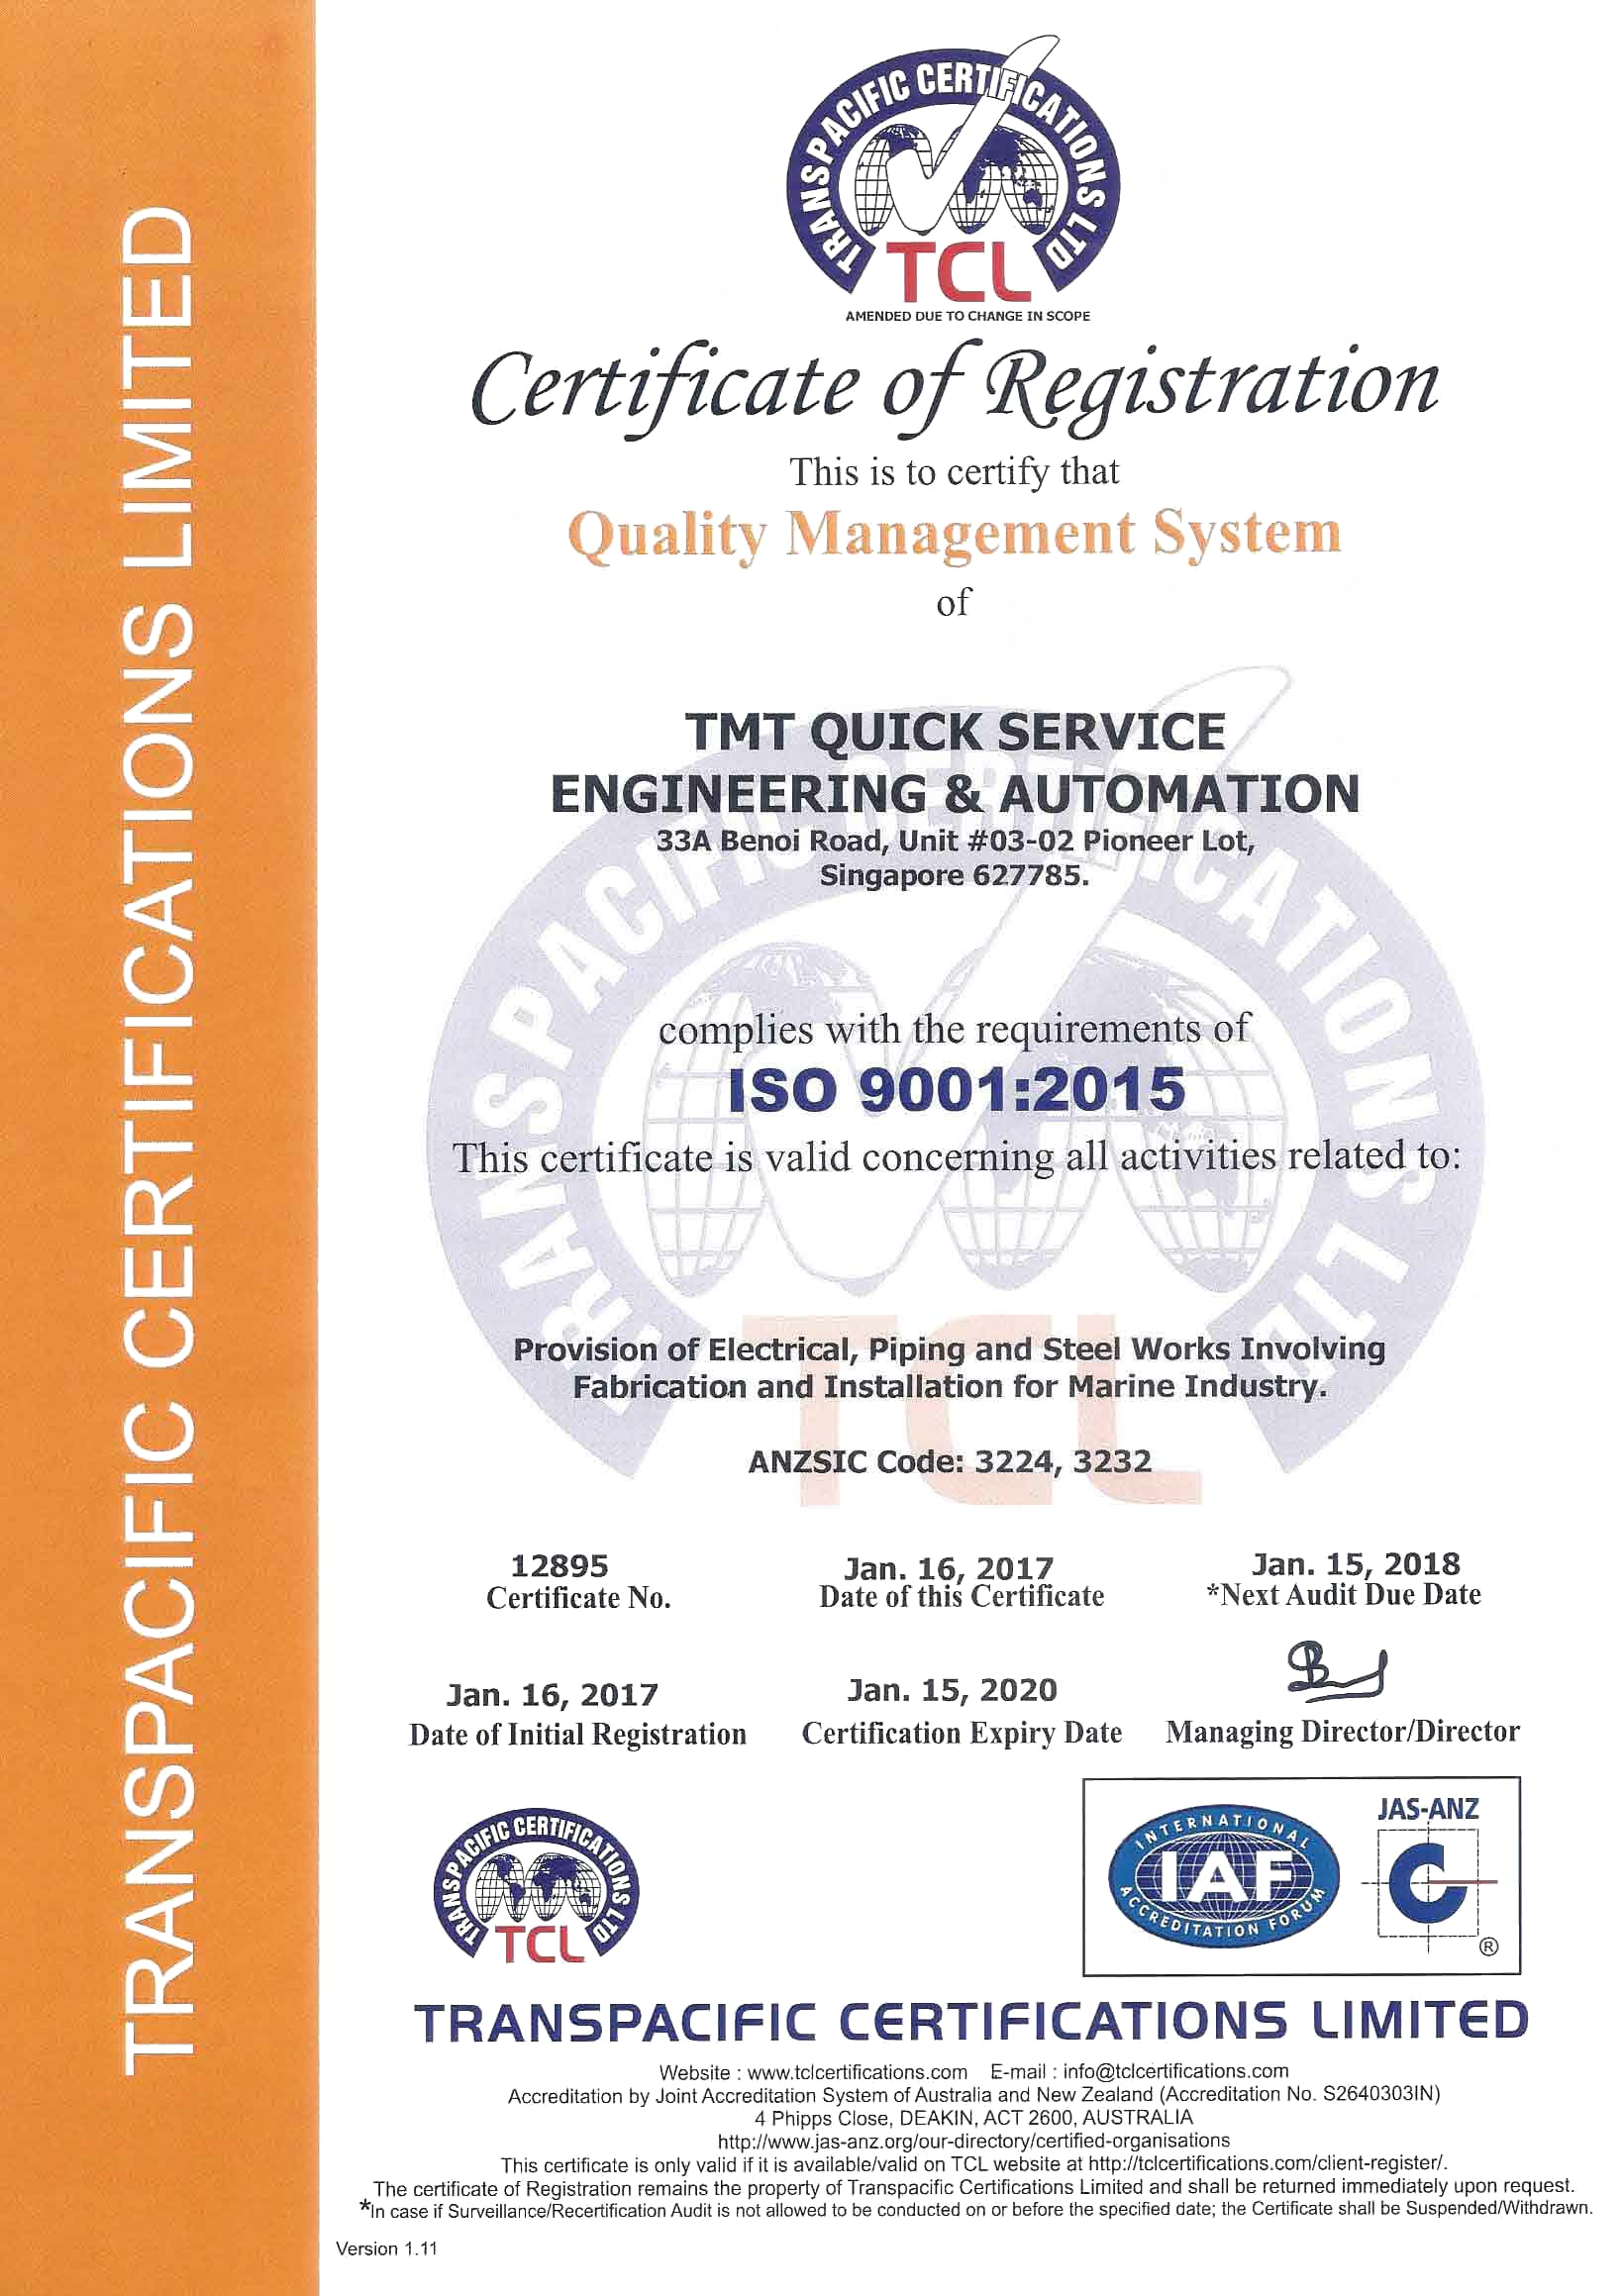 TRANSPACIFIC CERTIFICATIONS LIMITED
TRANSPACIFIC CERTIFICATIONS LTD
TCL
AMENDED DUE TO CHANGE IN SCOPE
Certificate of Registration
This is to certify that
Quality Management System
of
TMT QUICK SERVICE
ENGINEERING & AUTOMATION
33A Benoi Road, Unit #03-02 Pioneer Lot,
Singapore 627785.
TRANSPACIFIC CERTIFICATIONS LTD
complies with the requirements of
ISO 9001:2015
This certificate is valid concerning all activities related to:
TCL
Provision of Electrical, Piping and Steel Works Involving
Fabrication and Installation for Marine Industry.
ANZSIC Code: 3224, 3232
12895
Certificate No.
Jan. 16, 2017
Date of this Certificate
Jan. 15, 2018
*Next Audit Due Date
Jan. 16, 2017
Date of Initial Registration
Jan. 15, 2020
Certification Expiry Date
Managing Director/Director
TRANSPACIFIC CERTIFICATIONS LTD
TCL
INTERNATIONAL
IAF
ACCREDITATION FORUM
JAS-ANZ
®
TRANSPACIFIC CERTIFICATIONS LIMITED
Website : www.tclcertifications.com E-mail : info@tclcertifications.com
Accreditation by Joint Accreditation System of Australia and New Zealand (Accreditation No. S2640303IN)
4 Phipps Close, DEAKIN, ACT 2600, AUSTRALIA
http://www.jas-anz.org/our-directory/certified-organisations
This certificate is only valid if it is available/valid on TCL website at http://tclcertifications.com/client-register/.
The certificate of Registration remains the property of Transpacific Certifications Limited and shall be returned immediately upon request.
*In case if Surveillance/Recertification Audit is not allowed to be conducted on or before the specified date; the Certificate shall be Suspended/Withdrawn.
Version 1.11